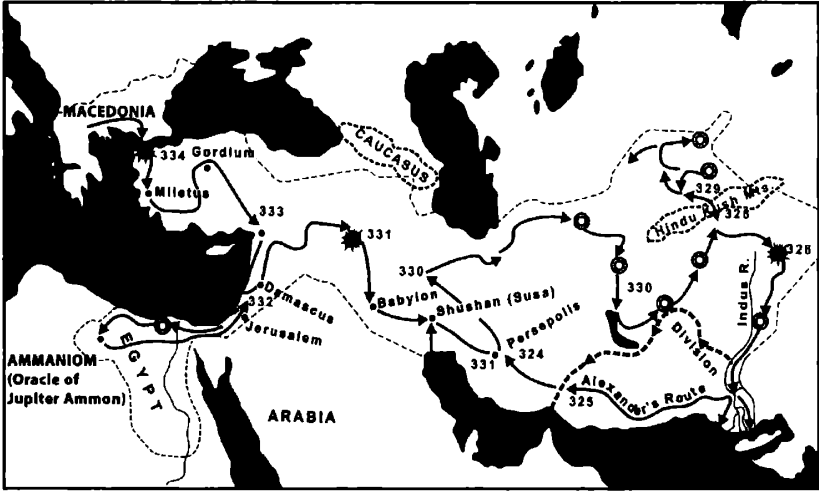 MACEDONIA
334
Gordium
Miletus
333
CAUCASUS
331
329
328
Hindu Kush Mts.
326
330
330
Damascus
332
Jerusalem
Babylon
Shushan (Susa)
Persepolis
331
324
Division
Indus R.
325
Alexander's Route
AMMANIOM
(Oracle of
Jupiter Ammon)
EGYPT
ARABIA